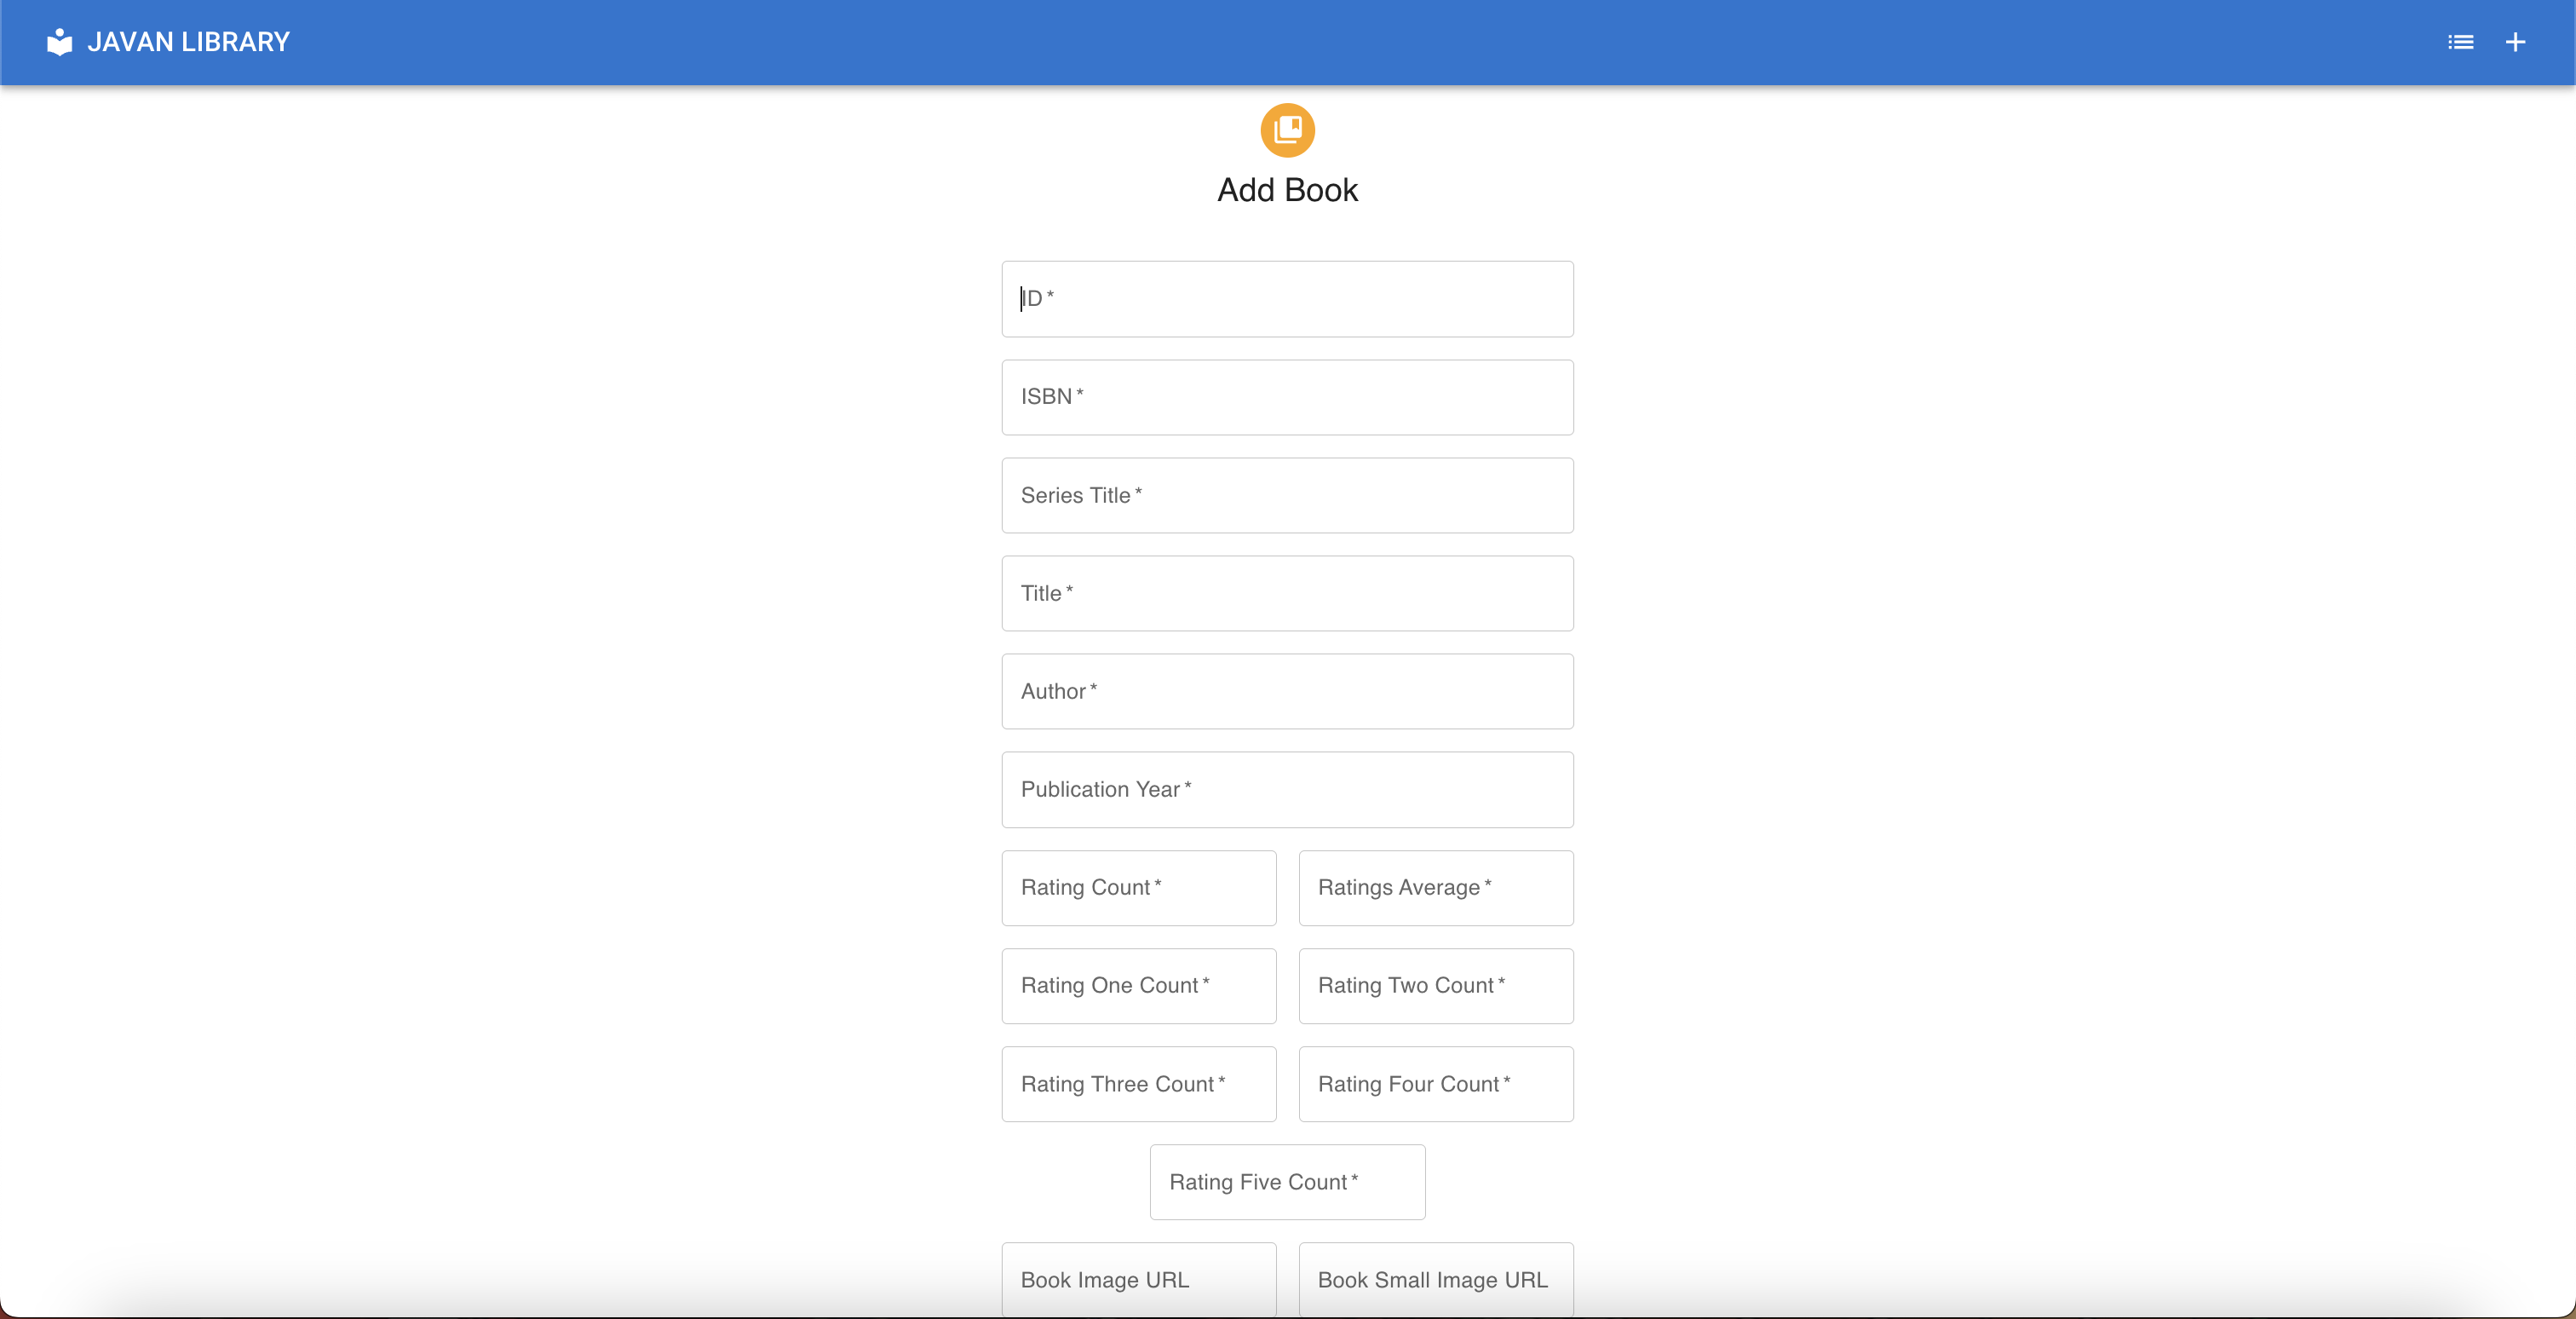 JAVAN LIBRARY
Add Book
ID *
ISBN *
Series Title *
Title *
Author *
Publication Year *
Rating Count *
Ratings Average *
Rating One Count *
Rating Two Count *
Rating Three Count *
Rating Four Count *
Rating Five Count *
Book Image URL
Book Small Image URL